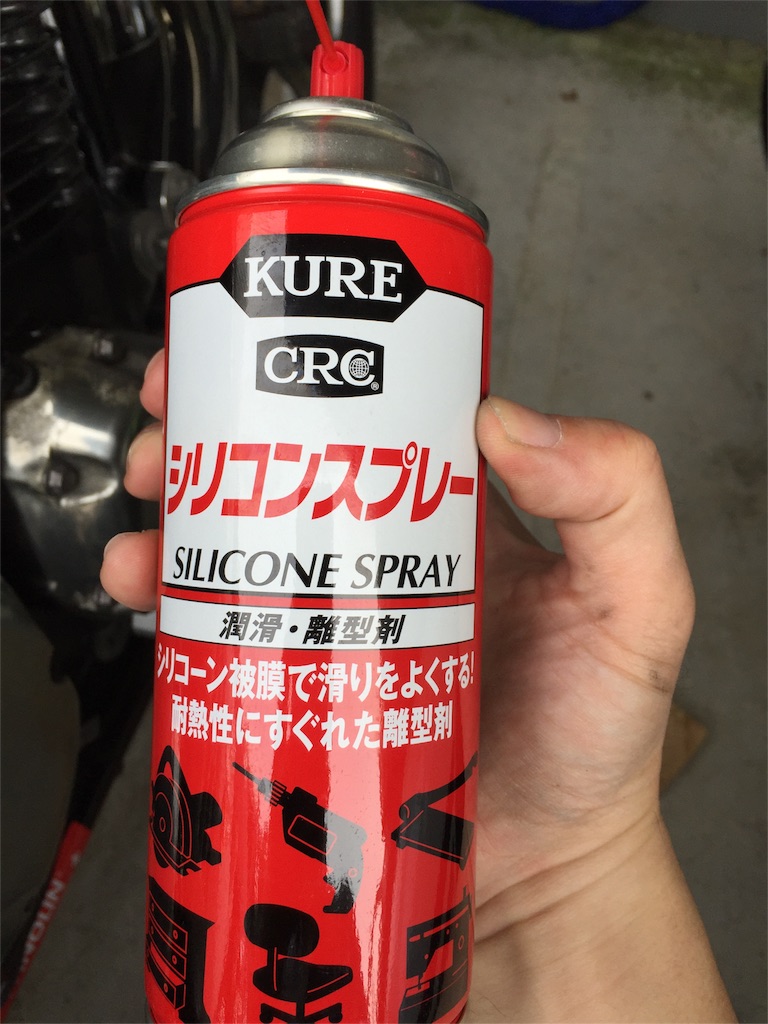 KURE
CRC
シリコンスプレー
SILICONE SPRAY
潤滑・離型剤
シリコーン被膜で滑りをよくする!
耐熱性にすぐれた離型剤